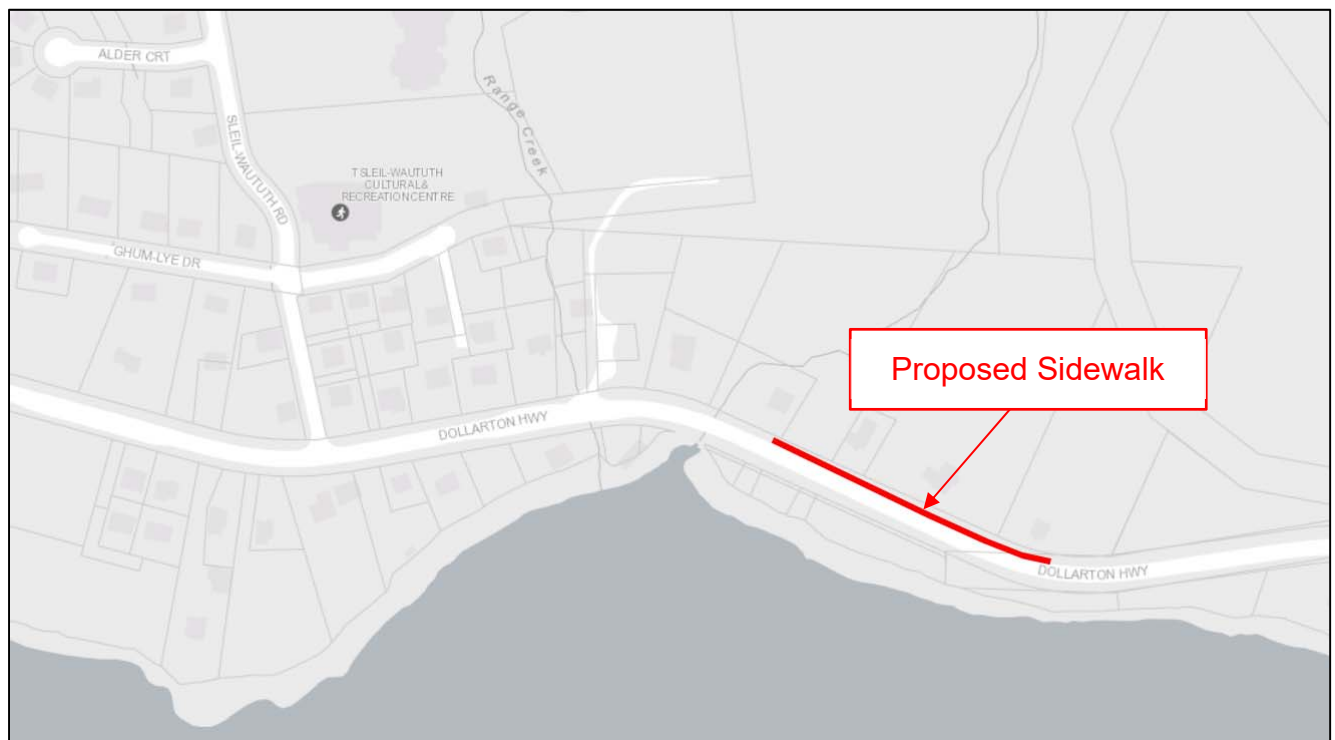 ALDER CRT
Range Creek
SLEIL-WAUTUTH RD
TSLEIL-WAUTUTH
CULTURAL&
RECREATION CENTRE
GHUM-LYE DR
Proposed Sidewalk
DOLLARTON HWY
DOLLARTON HWY